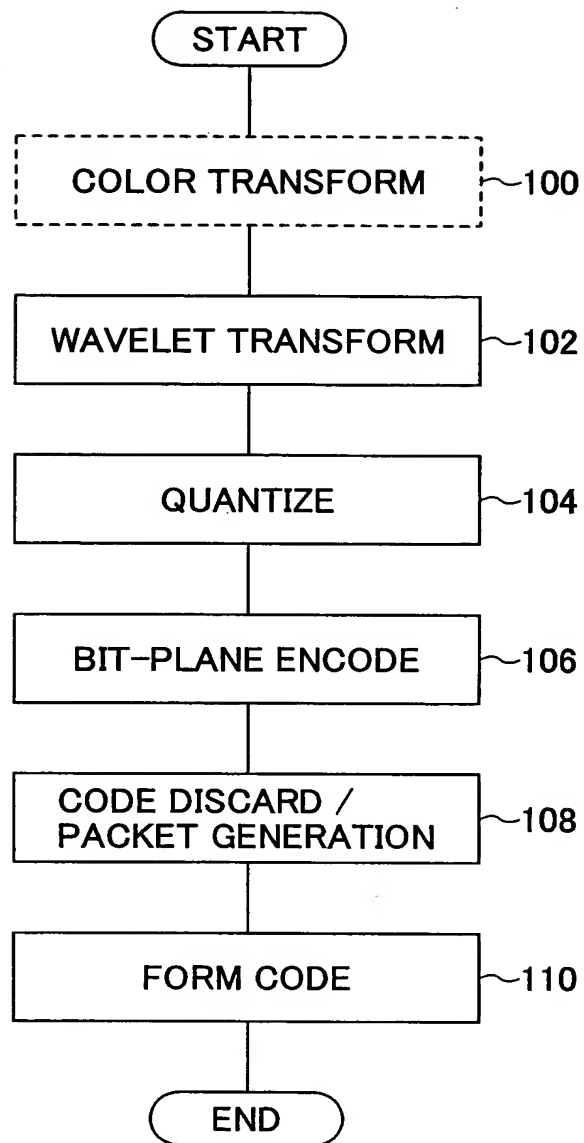 START
COLOR TRANSFORM
100
WAVELET TRANSFORM
102
QUANTIZE
104
BIT-PLANE ENCODE
106
CODE DISCARD /
PACKET GENERATION
108
FORM CODE
110
END